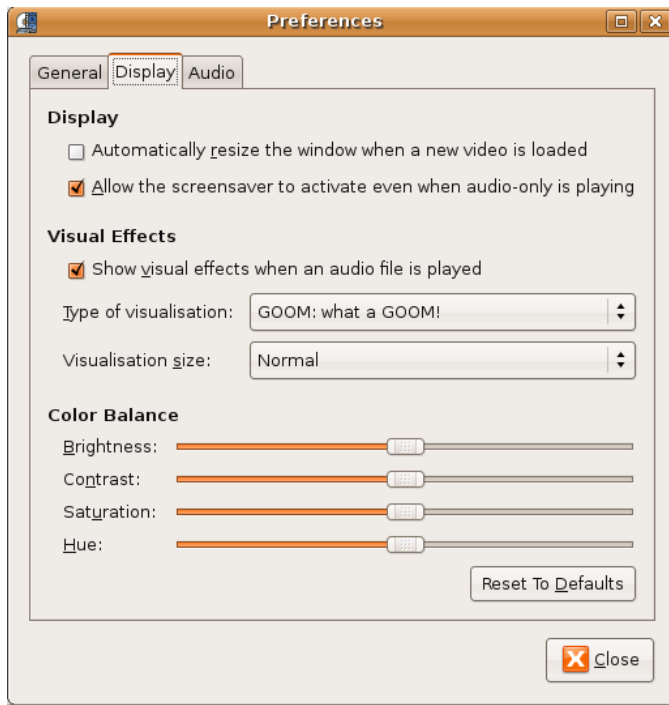 Preferences
General Display Audio
Display
Automatically resize the window when a new video is loaded
Allow the screensaver to activate even when audio-only is playing
Visual Effects
Show visual effects when an audio file is played
Type of visualisation: GOOM: what a GOOM!
Visualisation size: Normal
Color Balance
Brightness:
Contrast:
Saturation:
Hue:
Reset To Defaults
Close